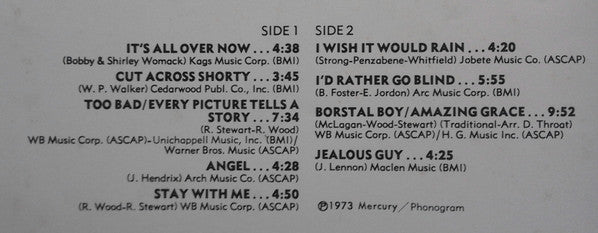 SIDE 1
IT'S ALL OVER NOW . . . 4:38
(Bobby & Shirley Womack) Kags Music Corp. (BMI)
CUT ACROSS SHORTY . . . 3:45
(W. P. Walker) Cedarwood Publ. Co., Inc. (BMI)
TOO BAD/EVERY PICTURE TELLS A
STORY . . . 7:34
(R. Stewart-R. Wood)
WB Music Corp. (ASCAP)-Unichappell Music, Inc. (BMI)/
Warner Bros. Music (ASCAP)
ANGEL . . . 4:28
(J. Hendrix) Arch Music Co. (ASCAP)
STAY WITH ME . . . 4:50
(R. Wood-R. Stewart) WB Music Corp. (ASCAP)
SIDE 2
I WISH IT WOULD RAIN . . . 4:20
(Strong-Penzabene-Whitfield) Jobete Music Co. (ASCAP)
I'D RATHER GO BLIND . . . 5:55
(B. Foster-E. Jordon) Arc Music Corp. (BMI)
BORSTAL BOY/AMAZING GRACE . . . 9:52
(McLagan-Wood-Stewart) (Traditional-Arr. D. Throat)
WB Music Corp. (ASCAP)/H. G. Music Inc. (ASCAP)
JEALOUS GUY . . . 4:25
(J. Lennon) Maclen Music (BMI)
℗1973 Mercury/Phonogram